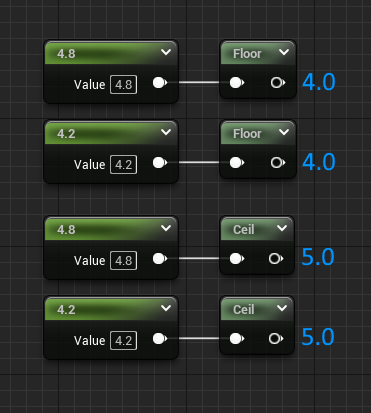 4.8 Floor
Value 4.8 4.0
4.2 Floor
Value 4.2 4.0
4.8 Ceil
Value 4.8 5.0
4.2 Ceil
Value 4.2 5.0